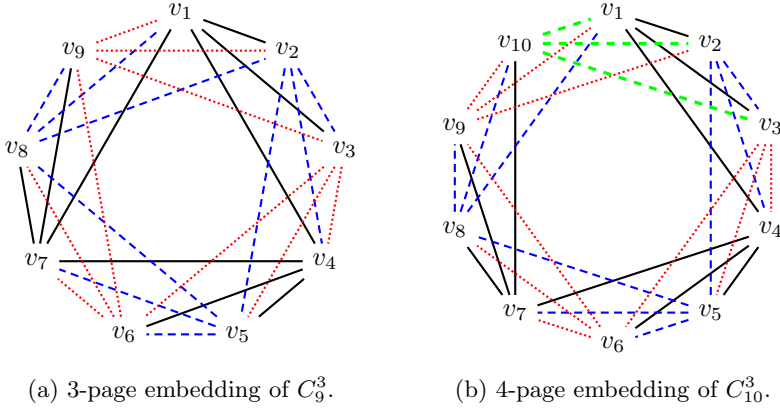 v₁
v₂
v₃
v₄
v₅
v₆
v₇
v₈
v₉
(a) 3-page embedding of C₉³.
v₁
v₂
v₃
v₄
v₅
v₆
v₇
v₈
v₉
v₁₀
(b) 4-page embedding of C₁₀³.